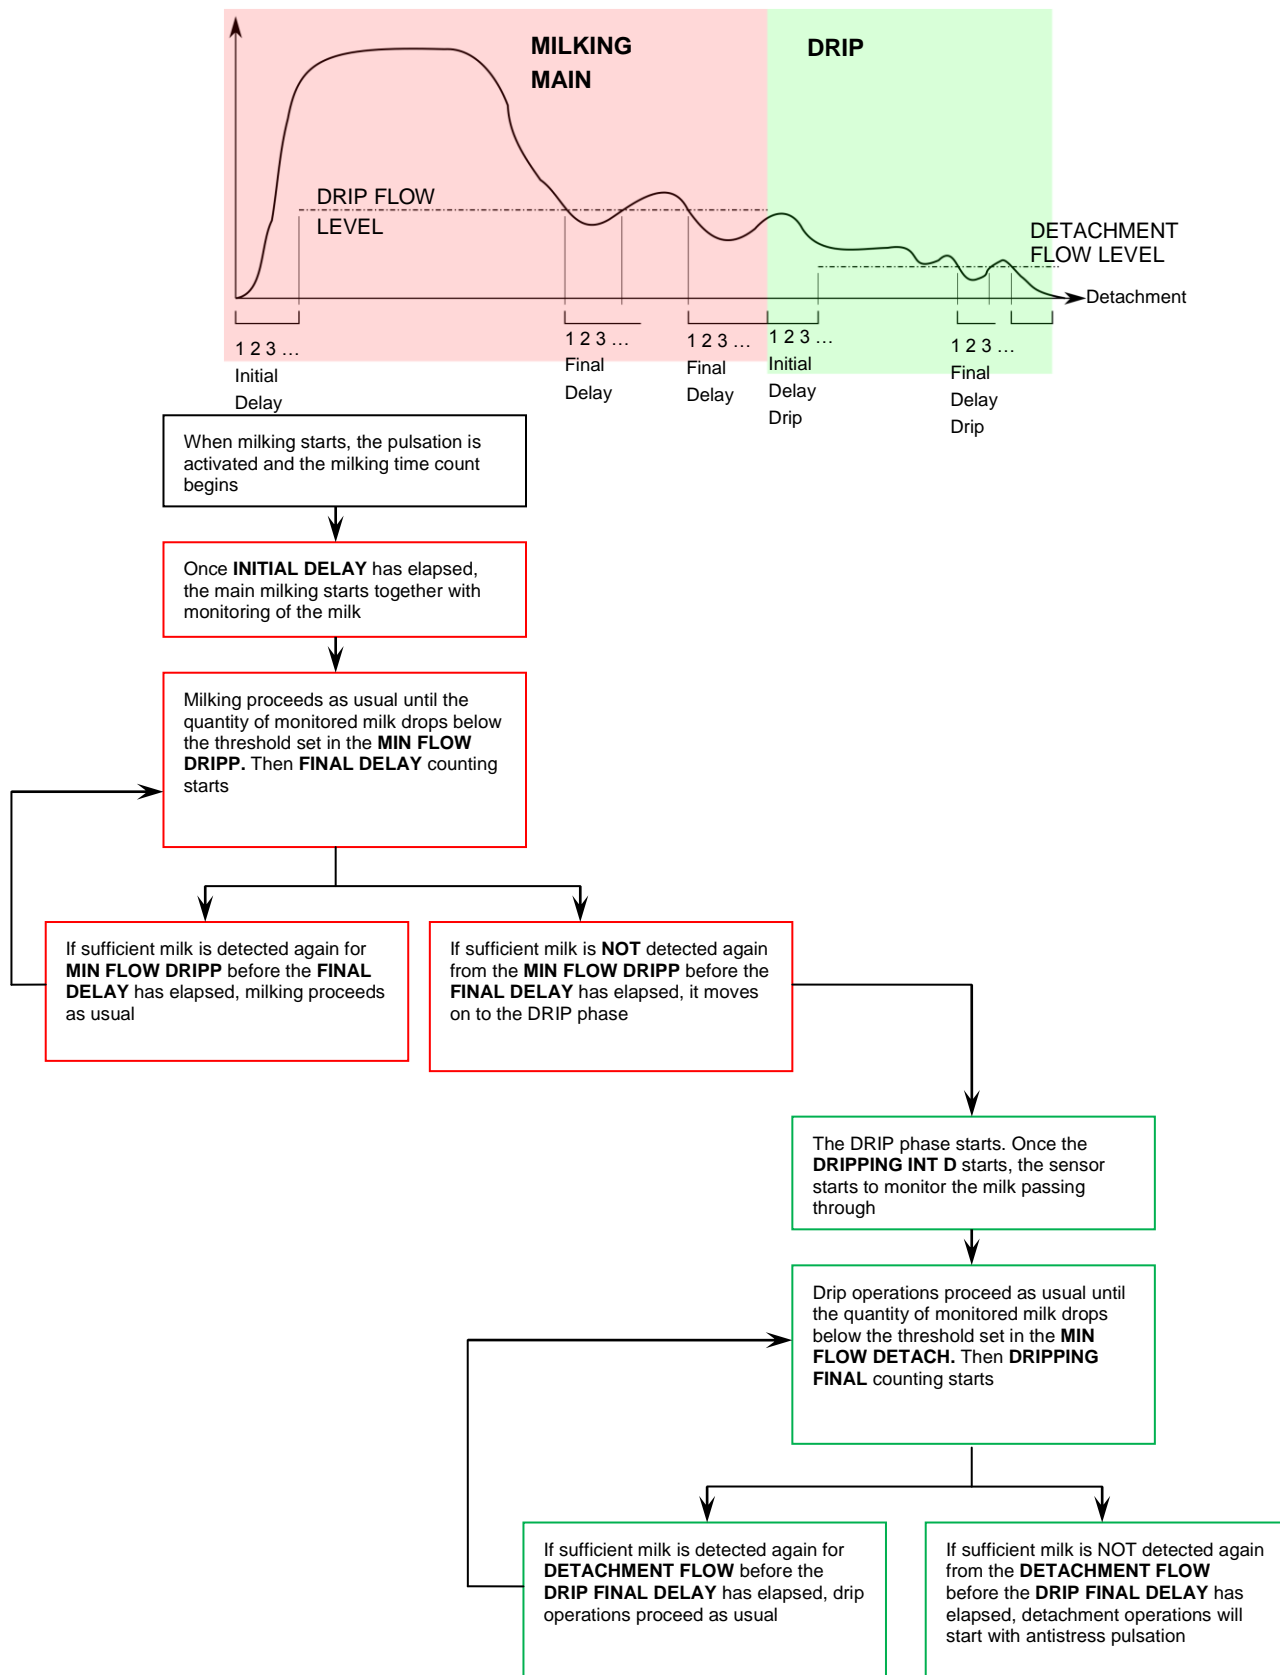 MILKING
MAIN
DRIP
DRIP FLOW
LEVEL
DETACHMENT
FLOW LEVEL
Detachment
1 2 3 …
Initial
Delay
1 2 3 …
Final
Delay
1 2 3 …
Final
Delay
1 2 3 …
Initial
Delay
Drip
1 2 3 …
Final
Delay
Drip
When milking starts, the pulsation is
activated and the milking time count
begins
Once INITIAL DELAY has elapsed,
the main milking starts together with
monitoring of the milk
Milking proceeds as usual until the
quantity of monitored milk drops below
the threshold set in the MIN FLOW
DRIPP. Then FINAL DELAY counting
starts
If sufficient milk is detected again for
MIN FLOW DRIPP before the FINAL
DELAY has elapsed, milking proceeds
as usual
If sufficient milk is NOT detected again
from the MIN FLOW DRIPP before the
FINAL DELAY has elapsed, it moves
on to the DRIP phase
The DRIP phase starts. Once the
DRIPPING INT D starts, the sensor
starts to monitor the milk passing
through
Drip operations proceed as usual until
the quantity of monitored milk drops
below the threshold set in the MIN
FLOW DETACH. Then DRIPPING
FINAL counting starts
If sufficient milk is detected again for
DETACHMENT FLOW before the
DRIP FINAL DELAY has elapsed, drip
operations proceed as usual
If sufficient milk is NOT detected again
from the DETACHMENT FLOW
before the DRIP FINAL DELAY has
elapsed, detachment operations will
start with antistress pulsation